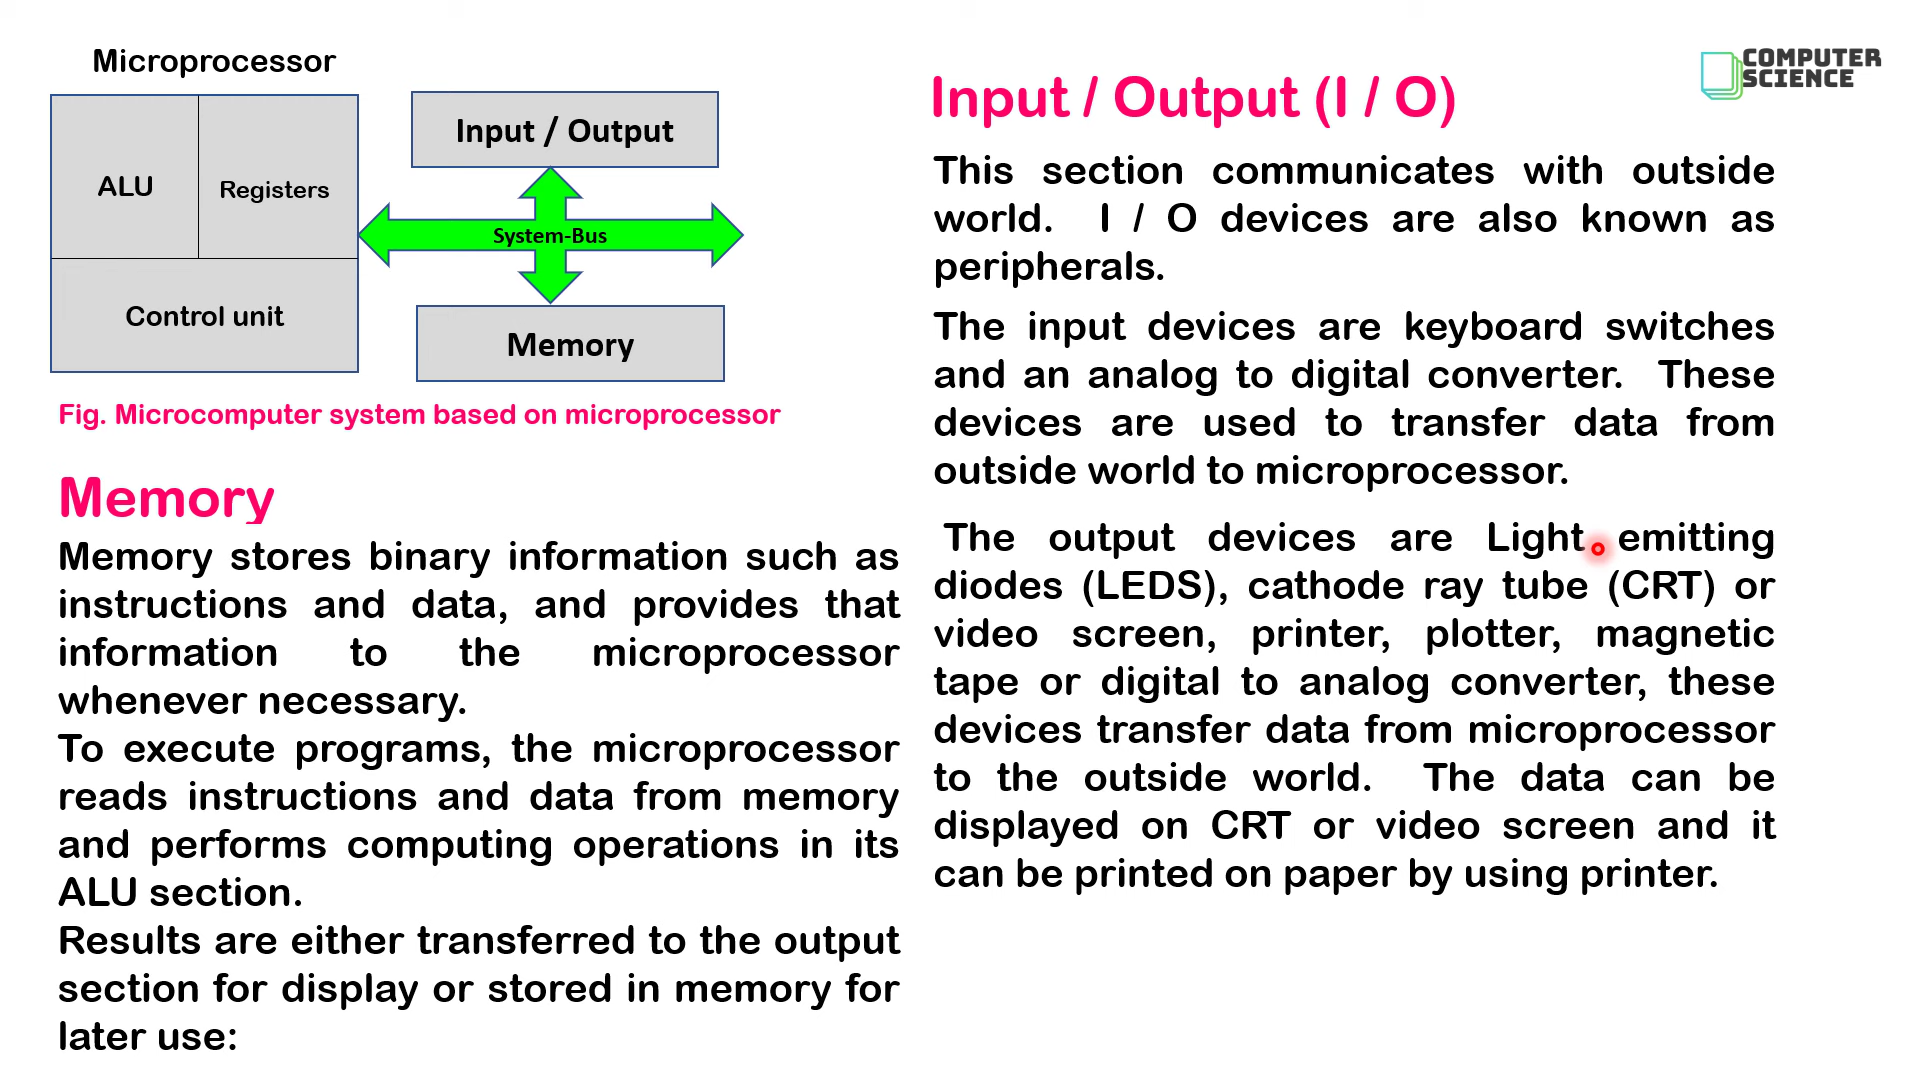 Microprocessor
ALU
Registers
Control unit
Input / Output
System-Bus
Memory
Fig. Microcomputer system based on microprocessor
Memory
Memory stores binary information such as
instructions and data, and provides that
information to the microprocessor
whenever necessary.
To execute programs, the microprocessor
reads instructions and data from memory
and performs computing operations in its
ALU section.
Results are either transferred to the output
section for display or stored in memory for
later use:
COMPUTER
SCIENCE
Input / Output (I / O)
This section communicates with outside
world. I / O devices are also known as
peripherals.
The input devices are keyboard switches
and an analog to digital converter. These
devices are used to transfer data from
outside world to microprocessor.
The output devices are Light emitting
diodes (LEDS), cathode ray tube (CRT) or
video screen, printer, plotter, magnetic
tape or digital to analog converter, these
devices transfer data from microprocessor
to the outside world. The data can be
displayed on CRT or video screen and it
can be printed on paper by using printer.